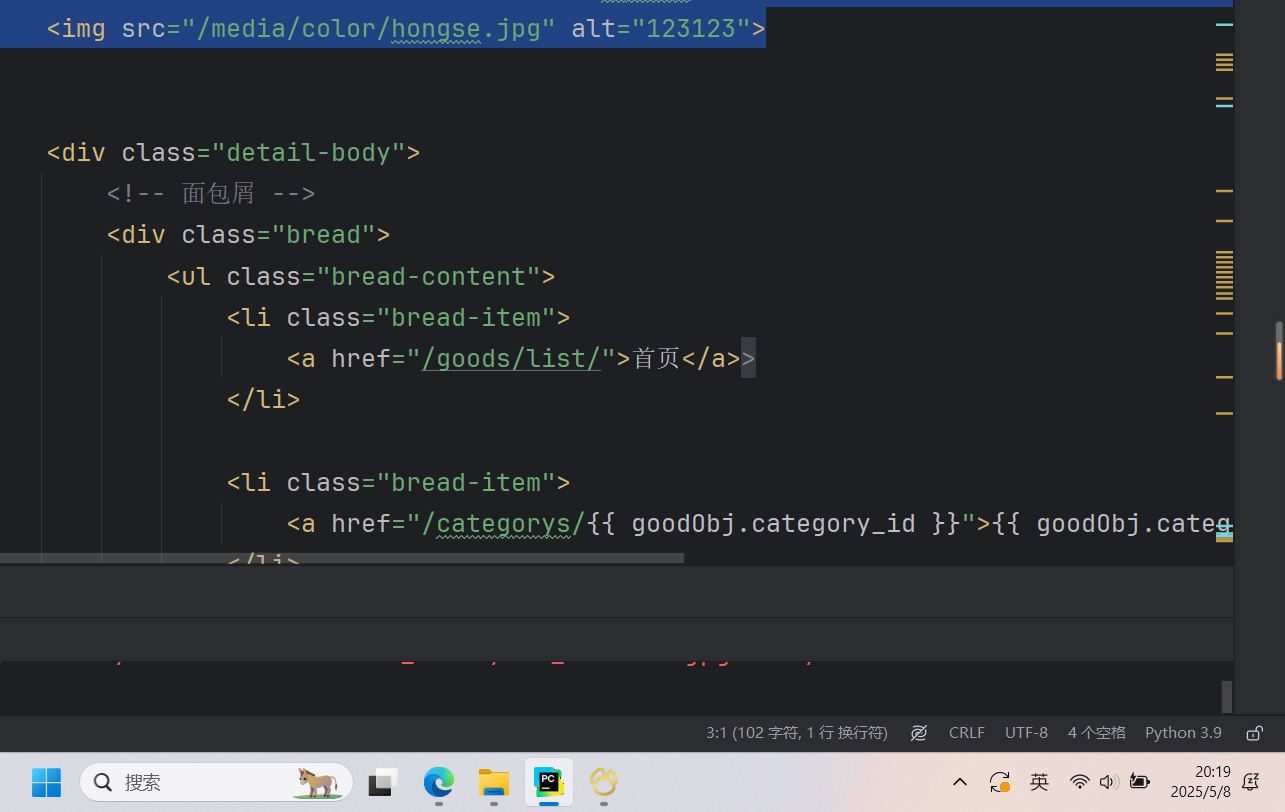 <img src="/media/color/hongse.jpg" alt="123123">
<div class="detail-body">
<!-- 面包屑 -->
<div class="bread">
<ul class="bread-content">
<li class="bread-item">
<a href="/goods/list/">首页</a>>
</li>
<li class="bread-item">
<a href="/categorys/{{ goodObj.category_id }}">{{ goodObj.categ
</li>
3:1 (102 字符, 1 行 换行符) CRLF UTF-8 4 个空格 Python 3.9
搜索 PC 英 20:19
2025/5/8